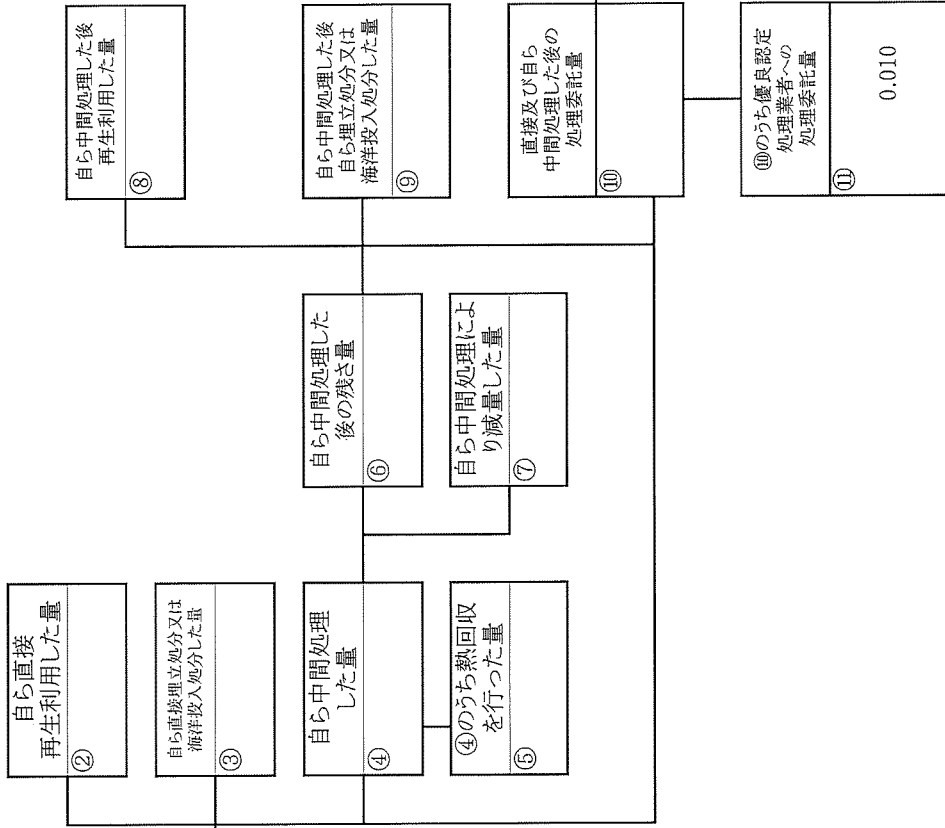 自ら直接
再生利用した量
②
自ら直接埋立処分又は
海洋投入処分した量
③
自ら中間処理
した量
④
④のうち熱回収
を行った量
⑤
自ら中間処理した
後の残さ量
⑥
自ら中間処理によ
り減量した量
⑦
自ら中間処理した後
再生利用した量
⑧
自ら中間処理した後
自ら埋立処分又は
海洋投入処分した量
⑨
直接及び自ら
中間処理した後の
処理委託量
⑩
⑩のうち優良認定
処理業者への
処理委託量
⑪
0.010